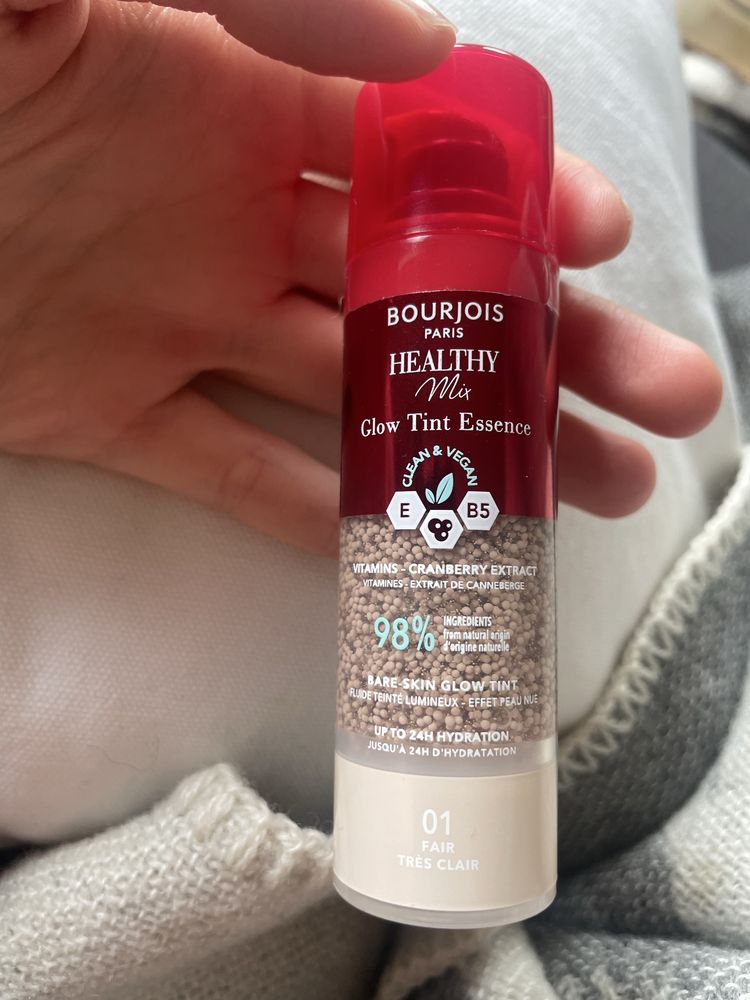 BOURJOIS
PARIS
HEALTHY
Mix
Glow Tint Essence
CLEAN & VEGAN
E B5
VITAMINS - CRANBERRY EXTRACT
VITAMINES - EXTRAIT DE CANNEBERGE
98% INGREDIENTS
from natural origin
d'origine naturelle
BARE-SKIN GLOW TINT
FLUIDE TEINTÉ LUMINEUX - EFFET PEAU NUE
UP TO 24H HYDRATION
JUSQU'À 24H D'HYDRATATION
01
FAIR
TRÈS CLAIR